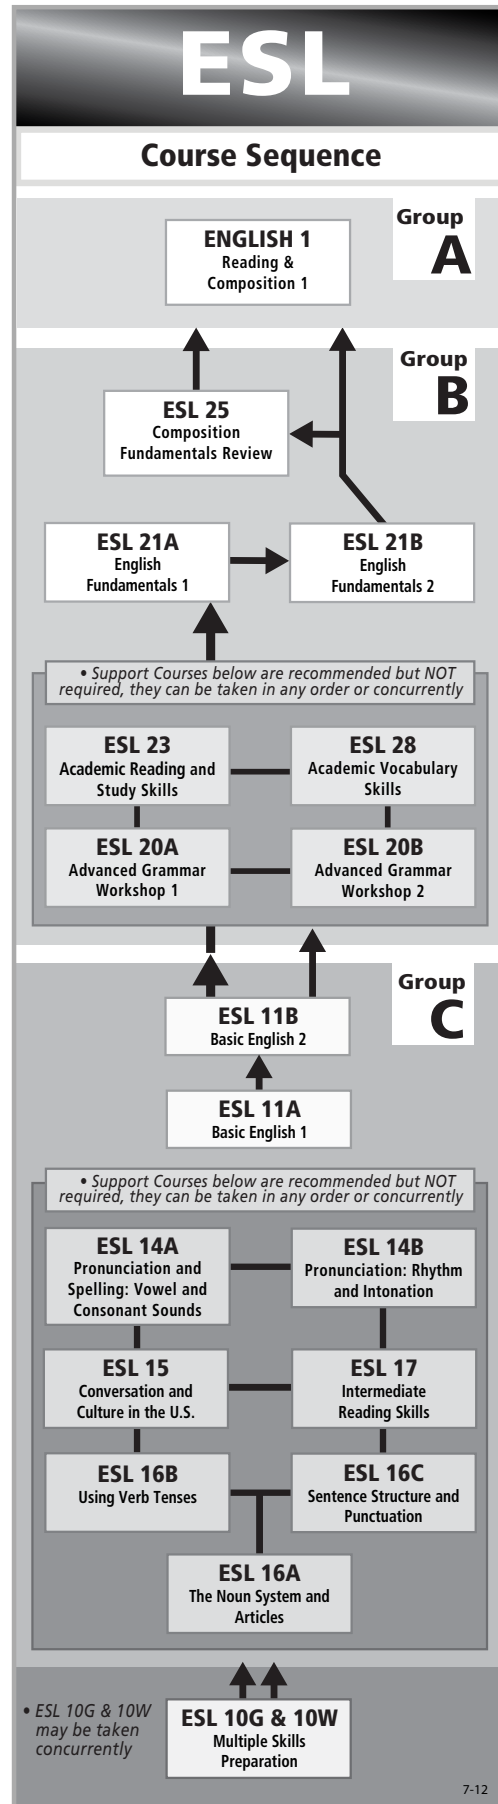 ESL
Course Sequence
Group
A
ENGLISH 1
Reading &
Composition 1
Group
B
ESL 25
Composition
Fundamentals Review
ESL 21A
English
Fundamentals 1
ESL 21B
English
Fundamentals 2
• Support Courses below are recommended but NOT
required, they can be taken in any order or concurrently
ESL 23
Academic Reading and
Study Skills
ESL 28
Academic Vocabulary
Skills
ESL 20A
Advanced Grammar
Workshop 1
ESL 20B
Advanced Grammar
Workshop 2
Group
C
ESL 11B
Basic English 2
ESL 11A
Basic English 1
• Support Courses below are recommended but NOT
required, they can be taken in any order or concurrently
ESL 14A
Pronunciation and
Spelling: Vowel and
Consonant Sounds
ESL 14B
Pronunciation: Rhythm
and Intonation
ESL 15
Conversation and
Culture in the U.S.
ESL 17
Intermediate
Reading Skills
ESL 16B
Using Verb Tenses
ESL 16C
Sentence Structure and
Punctuation
ESL 16A
The Noun System and
Articles
• ESL 10G & 10W
may be taken
concurrently
ESL 10G & 10W
Multiple Skills
Preparation
7-12